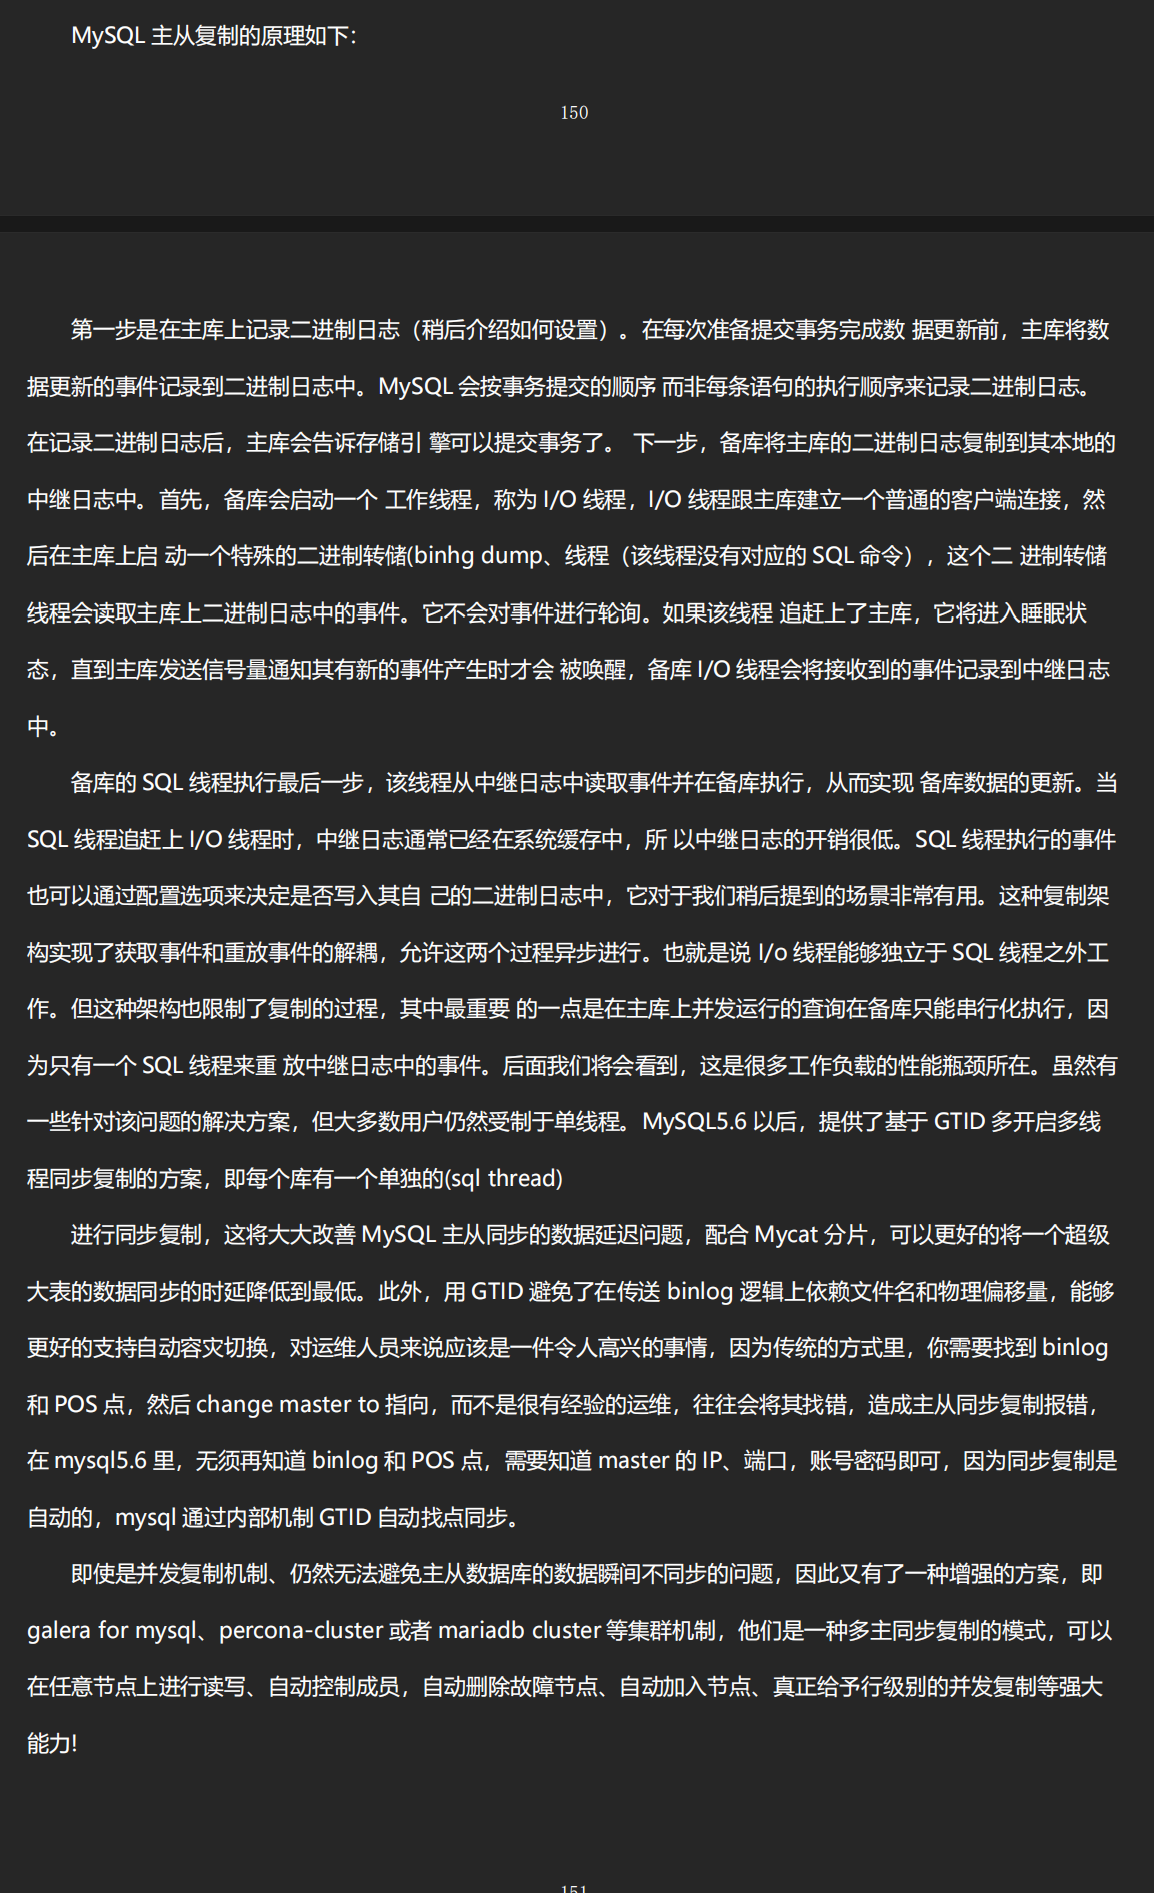 MySQL 主从复制的原理如下：
150
第一步是在主库上记录二进制日志（稍后介绍如何设置）。在每次准备提交事务完成数 据更新前，主库将数
据更新的事件记录到二进制日志中。MySQL 会按事务提交的顺序 而非每条语句的执行顺序来记录二进制日志。
在记录二进制日志后，主库会告诉存储引 擎可以提交事务了。 下一步，备库将主库的二进制日志复制到其本地的
中继日志中。首先，备库会启动一个 工作线程，称为 I/O 线程，I/O 线程跟主库建立一个普通的客户端连接，然
后在主库上启 动一个特殊的二进制转储(binhg dump、线程（该线程没有对应的 SQL 命令），这个二 进制转储
线程会读取主库上二进制日志中的事件。它不会对事件进行轮询。如果该线程 追赶上了主库，它将进入睡眠状
态，直到主库发送信号量通知其有新的事件产生时才会 被唤醒，备库 I/O 线程会将接收到的事件记录到中继日志
中。
备库的 SQL 线程执行最后一步，该线程从中继日志中读取事件并在备库执行，从而实现 备库数据的更新。当
SQL 线程追赶上 I/O 线程时，中继日志通常已经在系统缓存中，所 以中继日志的开销很低。SQL 线程执行的事件
也可以通过配置选项来决定是否写入其自 己的二进制日志中，它对于我们稍后提到的场景非常有用。这种复制架
构实现了获取事件和重放事件的解耦，允许这两个过程异步进行。也就是说 I/o 线程能够独立于 SQL 线程之外工
作。但这种架构也限制了复制的过程，其中最重要 的一点是在主库上并发运行的查询在备库只能串行化执行，因
为只有一个 SQL 线程来重 放中继日志中的事件。后面我们将会看到，这是很多工作负载的性能瓶颈所在。虽然有
一些针对该问题的解决方案，但大多数用户仍然受制于单线程。MySQL5.6 以后，提供了基于 GTID 多开启多线
程同步复制的方案，即每个库有一个单独的(sql thread)
进行同步复制，这将大大改善 MySQL 主从同步的数据延迟问题，配合 Mycat 分片，可以更好的将一个超级
大表的数据同步的时延降低到最低。此外，用 GTID 避免了在传送 binlog 逻辑上依赖文件名和物理偏移量，能够
更好的支持自动容灾切换，对运维人员来说应该是一件令人高兴的事情，因为传统的方式里，你需要找到 binlog
和 POS 点，然后 change master to 指向，而不是很有经验的运维，往往会将其找错，造成主从同步复制报错，
在 mysql5.6 里，无须再知道 binlog 和 POS 点，需要知道 master 的 IP、端口，账号密码即可，因为同步复制是
自动的，mysql 通过内部机制 GTID 自动找点同步。
即使是并发复制机制、仍然无法避免主从数据库的数据瞬间不同步的问题，因此又有了一种增强的方案，即
galera for mysql、percona-cluster 或者 mariadb cluster 等集群机制，他们是一种多主同步复制的模式，可以
在任意节点上进行读写、自动控制成员，自动删除故障节点、自动加入节点、真正给予行级别的并发复制等强大
能力!
151